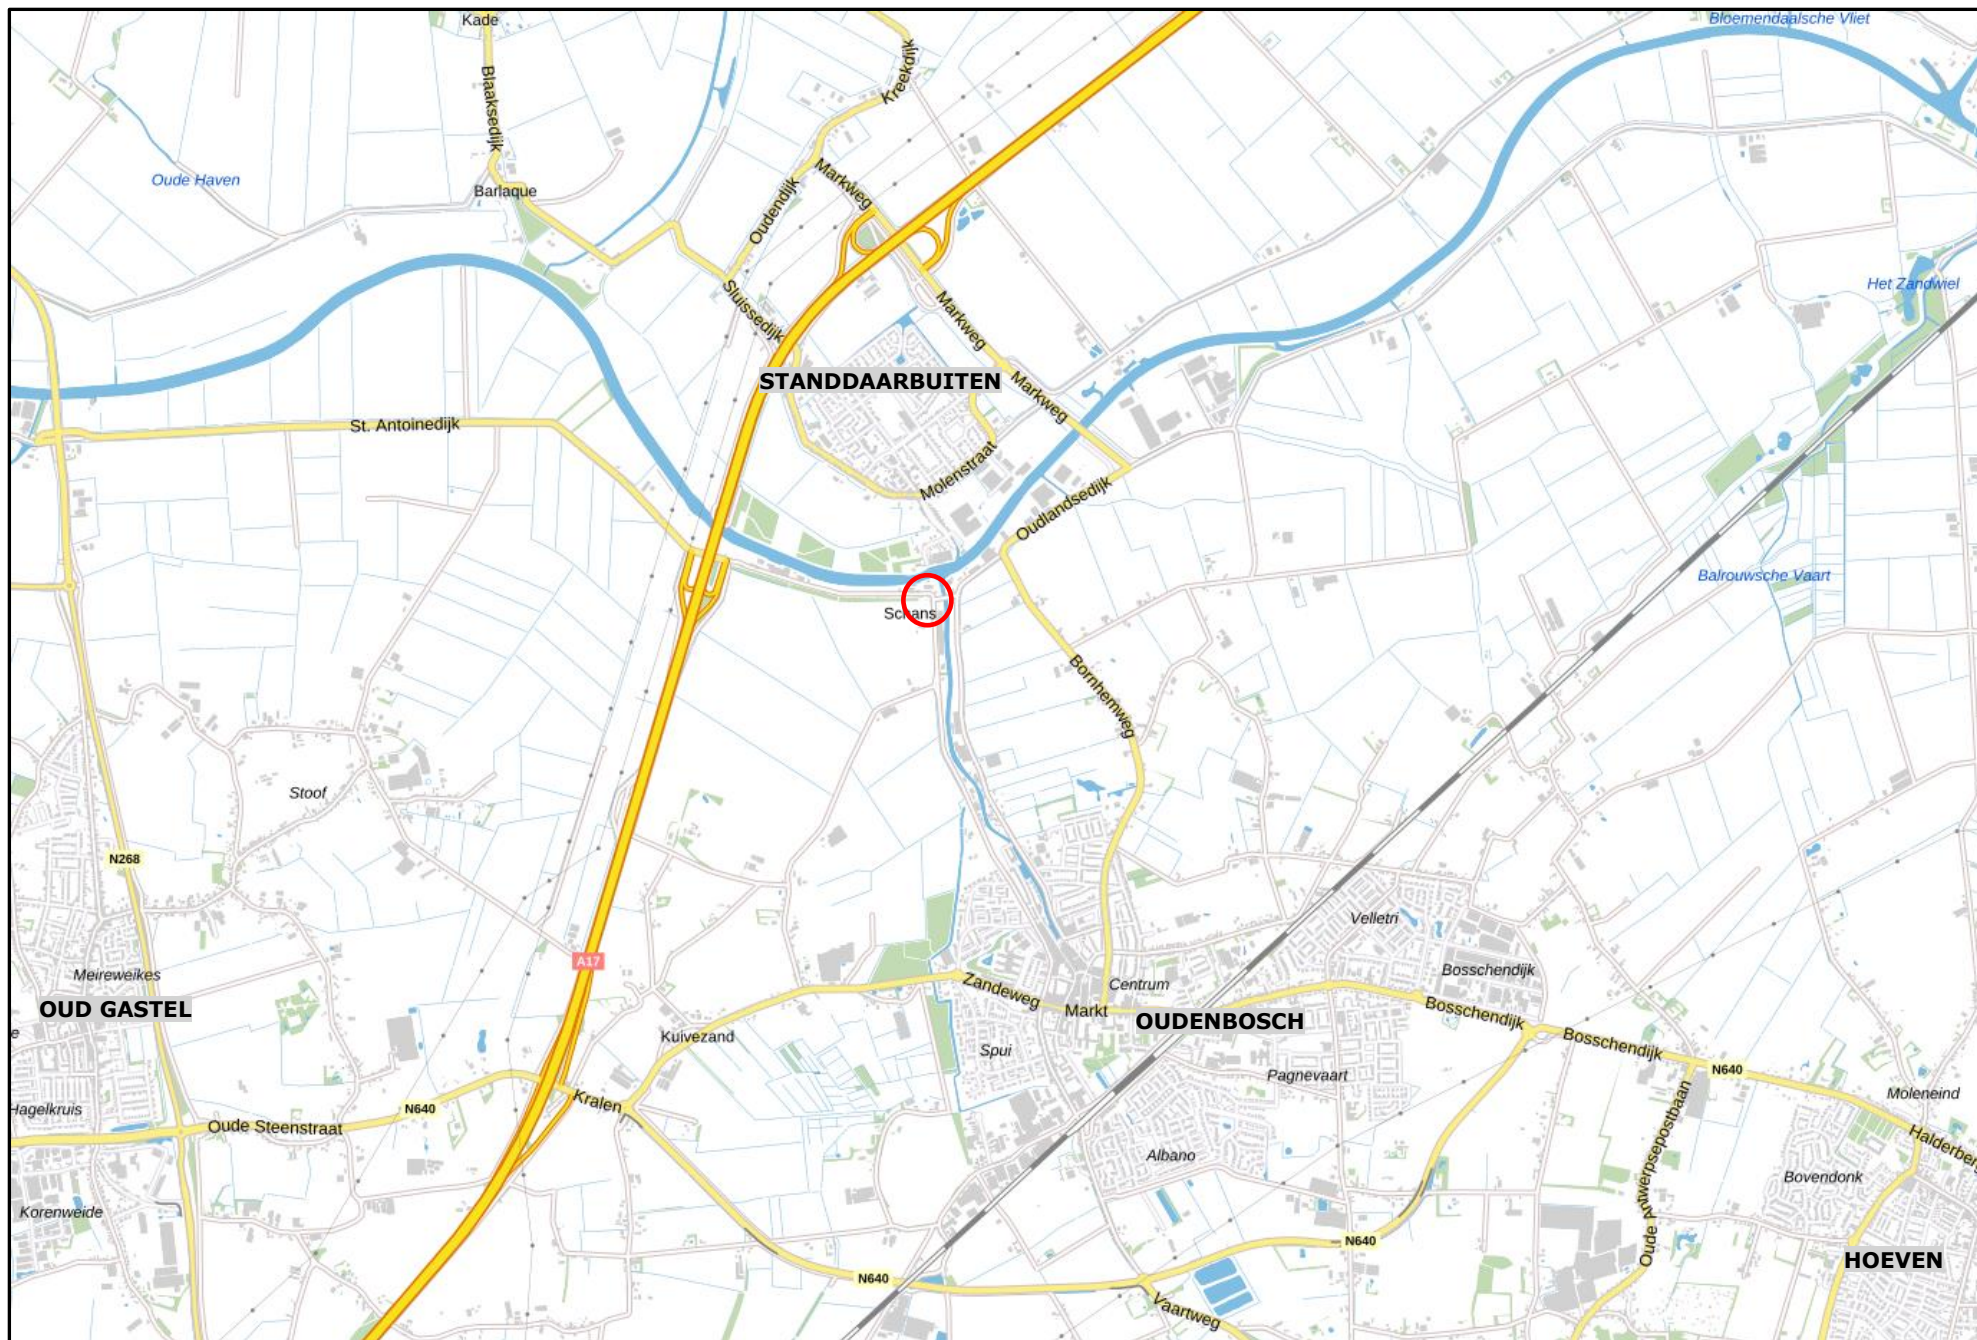 Kade
Bloemendaalsche Vliet
Kreekdijk
Blaaksedijk
Oude Haven
Barlaque
Markweg
Oudendijk
Het Zandwiel
Sluissedijk
Markweg
STANDDAARBUITEN
Markweg
St. Antoinedijk
Molenstraat
Oudlandsedijk
Balrouwsche Vaart
Schans
Bornhemweg
Stoof
N268
Velletri
A17
Meireweikes
Bosschendijk
Centrum
Zandeweg
Markt
OUD GASTEL
OUDENBOSCH
Bosschendijk
e
Kuivezand
Spui
Bosschendijk
N640
Pagnevaart
Moleneind
Hagelkruis
N640
Kralen
Oude Steenstraat
Halderberg
Albano
Oude Antwerpsepostbaan
Bovendonk
Korenweide
N640
HOEVEN
N640
Vaartweg